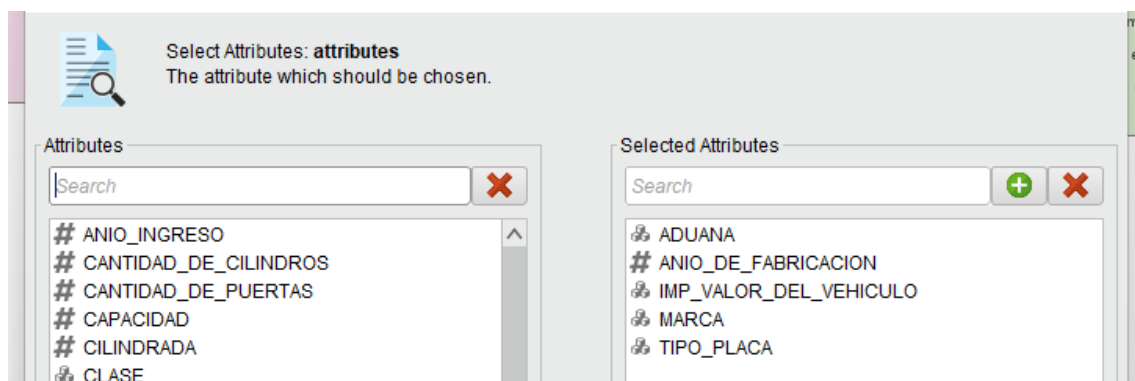 Select Attributes: attributes
The attribute which should be chosen.
Attributes
Search
# ANIO_INGRESO
# CANTIDAD_DE_CILINDROS
# CANTIDAD_DE_PUERTAS
# CAPACIDAD
# CILINDRADA
CLASE
Selected Attributes
Search
ADUANA
# ANIO_DE_FABRICACION
IMP_VALOR_DEL_VEHICULO
MARCA
TIPO_PLACA